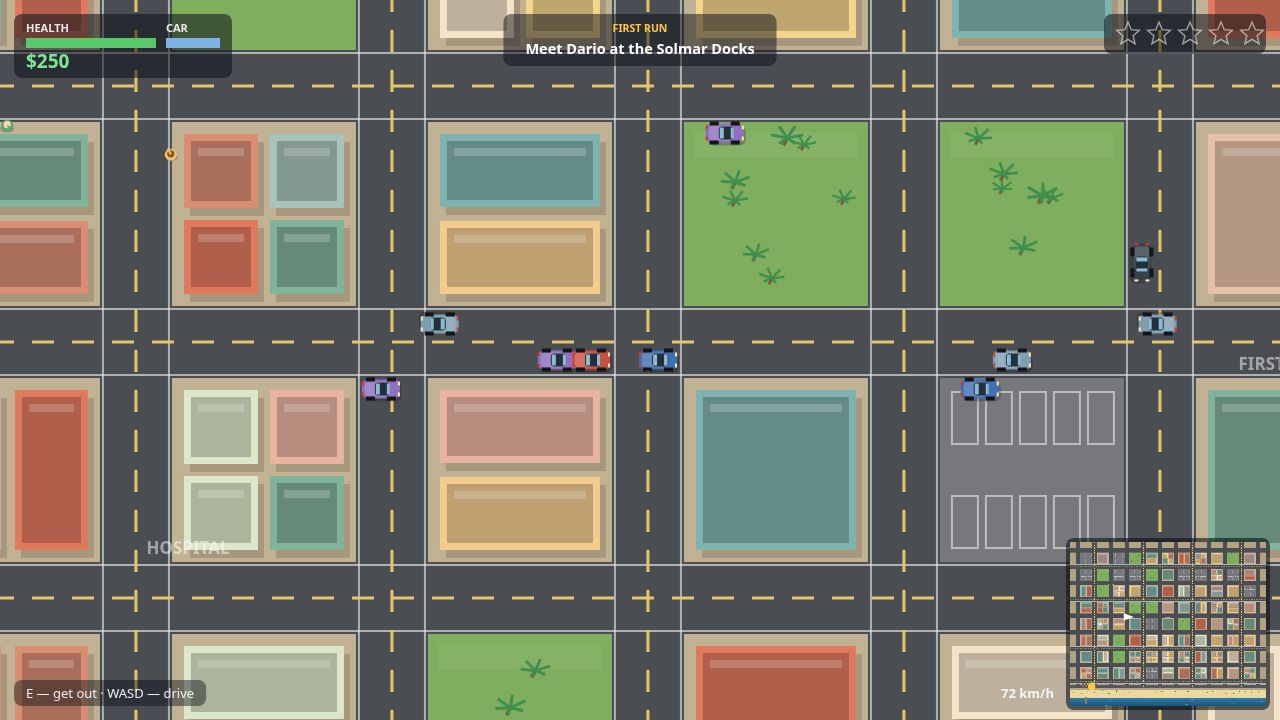 HEALTH CAR
$250
FIRST RUN
Meet Dario at the Solmar Docks
FIRST
HOSPITAL
E — get out · WASD — drive
72 km/h